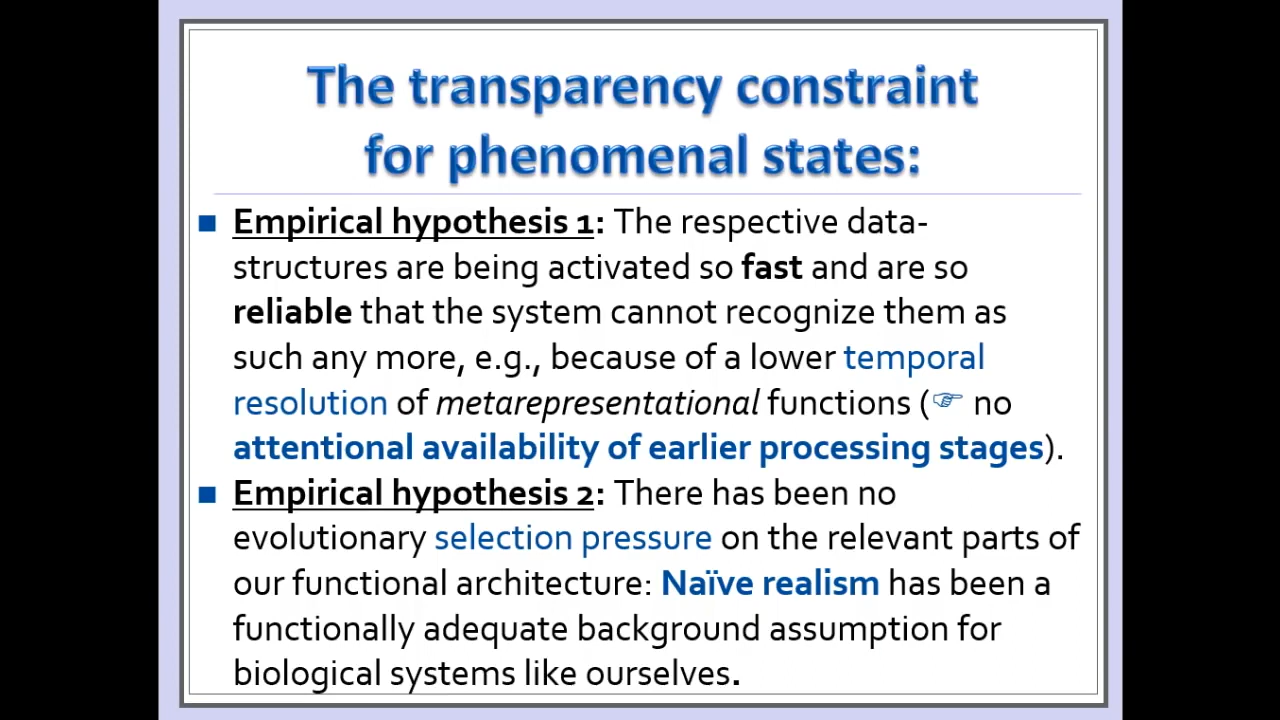 The transparency constraint
for phenomenal states:
■ Empirical hypothesis 1: The respective data-
structures are being activated so fast and are so
reliable that the system cannot recognize them as
such any more, e.g., because of a lower temporal
resolution of metarepresentational functions (☞ no
attentional availability of earlier processing stages).
■ Empirical hypothesis 2: There has been no
evolutionary selection pressure on the relevant parts of
our functional architecture: Naïve realism has been a
functionally adequate background assumption for
biological systems like ourselves.